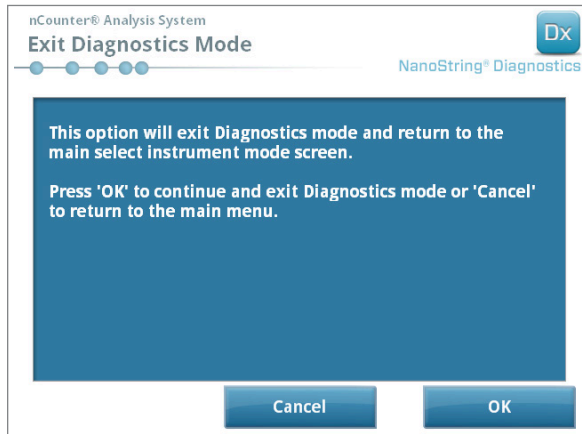 nCounter® Analysis System
Exit Diagnostics Mode
Dx
NanoString® Diagnostics
This option will exit Diagnostics mode and return to the
main select instrument mode screen.
Press 'OK' to continue and exit Diagnostics mode or 'Cancel'
to return to the main menu.
Cancel
OK